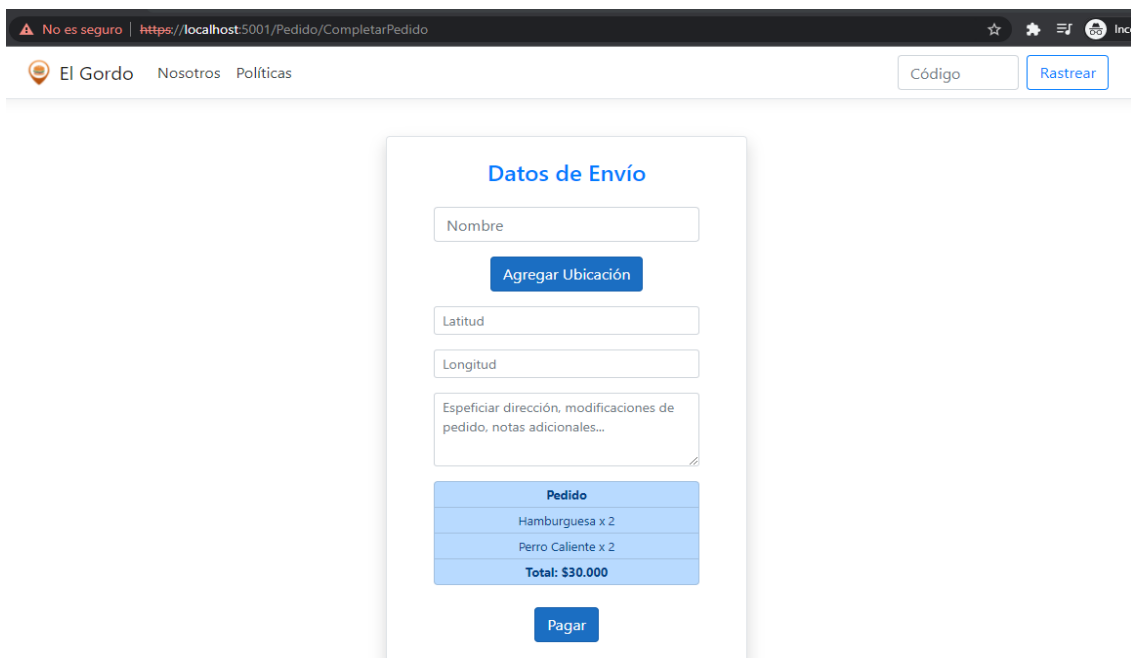 No es seguro | https://localhost:5001/Pedido/CompletarPedido
Inc
El Gordo Nosotros Políticas Código Rastrear
Datos de Envío
Nombre
Agregar Ubicación
Latitud
Longitud
Espeficiar dirección, modificaciones de
pedido, notas adicionales...
Pedido
Hamburguesa x 2
Perro Caliente x 2
Total: $30.000
Pagar